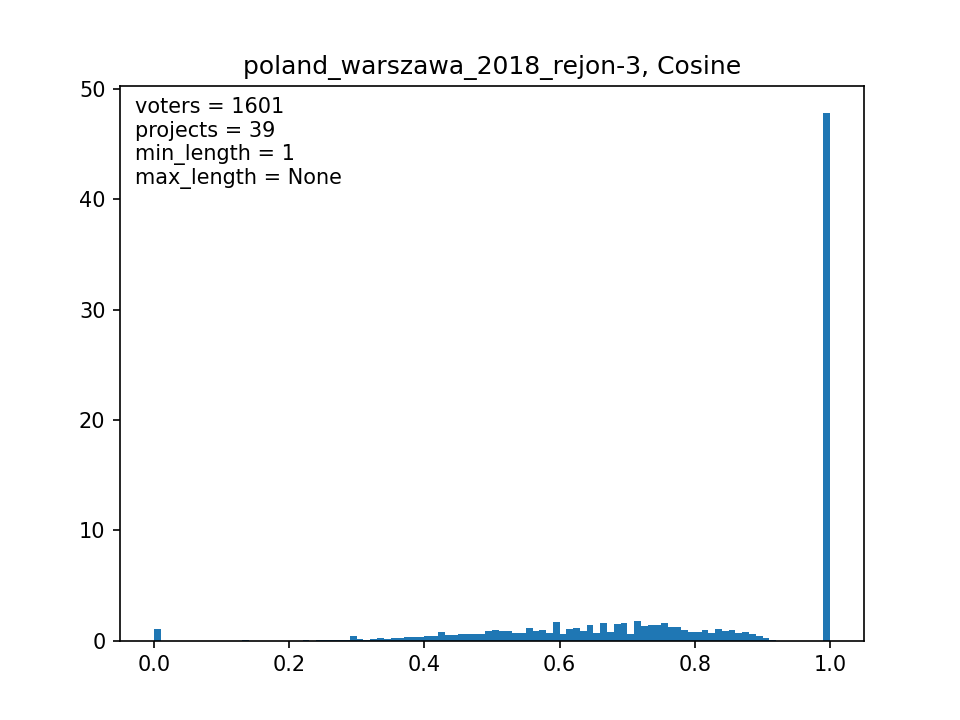 poland_warszawa_2018_rejon-3, Cosine
voters = 1601
projects = 39
min_length = 1
max_length = None
50
40
30
20
10
0
0.0 0.2 0.4 0.6 0.8 1.0